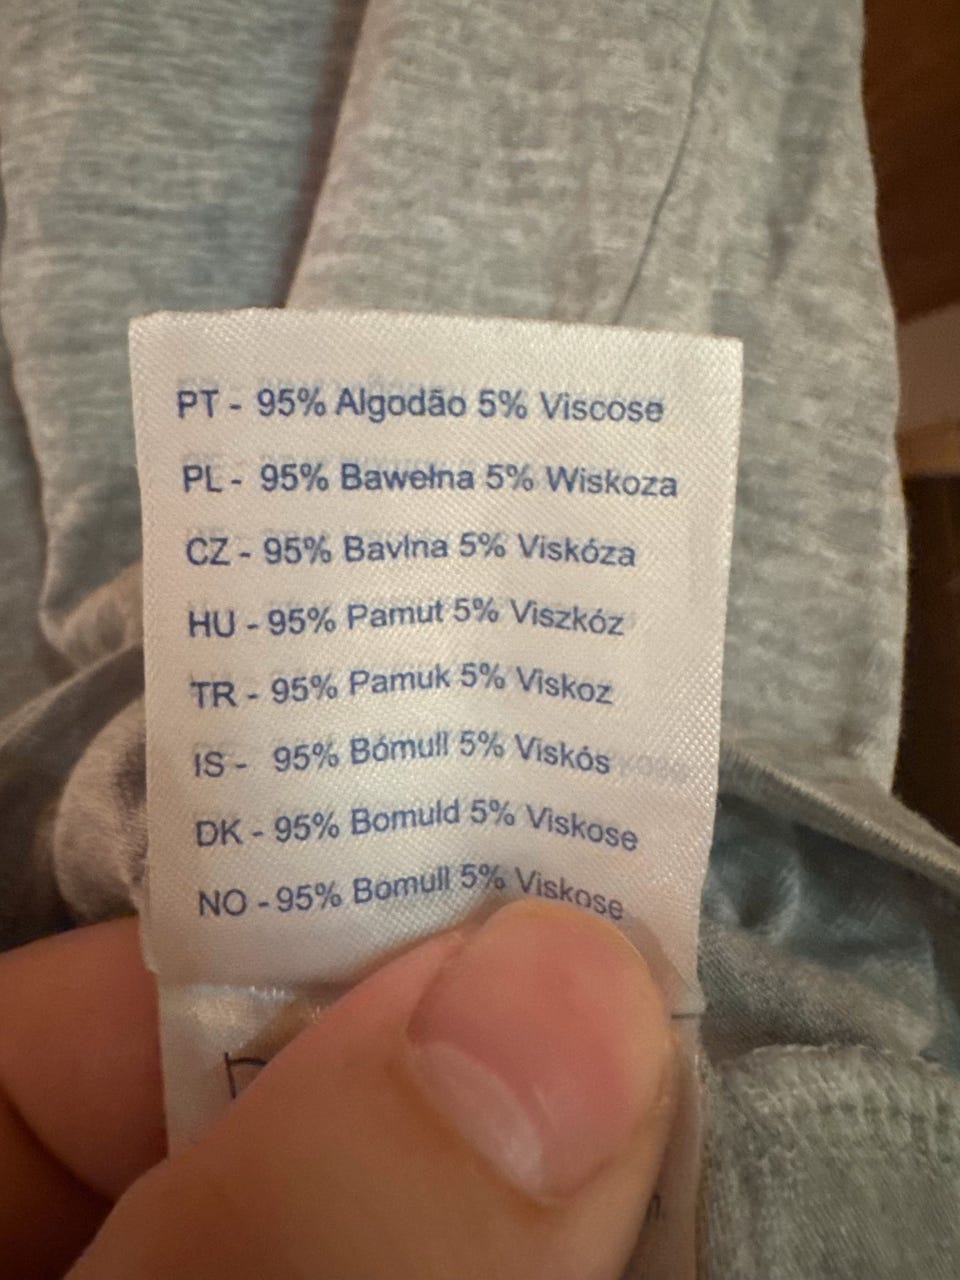 PT - 95% Algodão 5% Viscose
PL - 95% Bawełna 5% Wiskoza
CZ - 95% Bavlna 5% Viskóza
HU - 95% Pamut 5% Viszkóz
TR - 95% Pamuk 5% Viskoz
IS - 95% Bómull 5% Viskós
DK - 95% Bomuld 5% Viskose
NO - 95% Bomull 5% Viskose